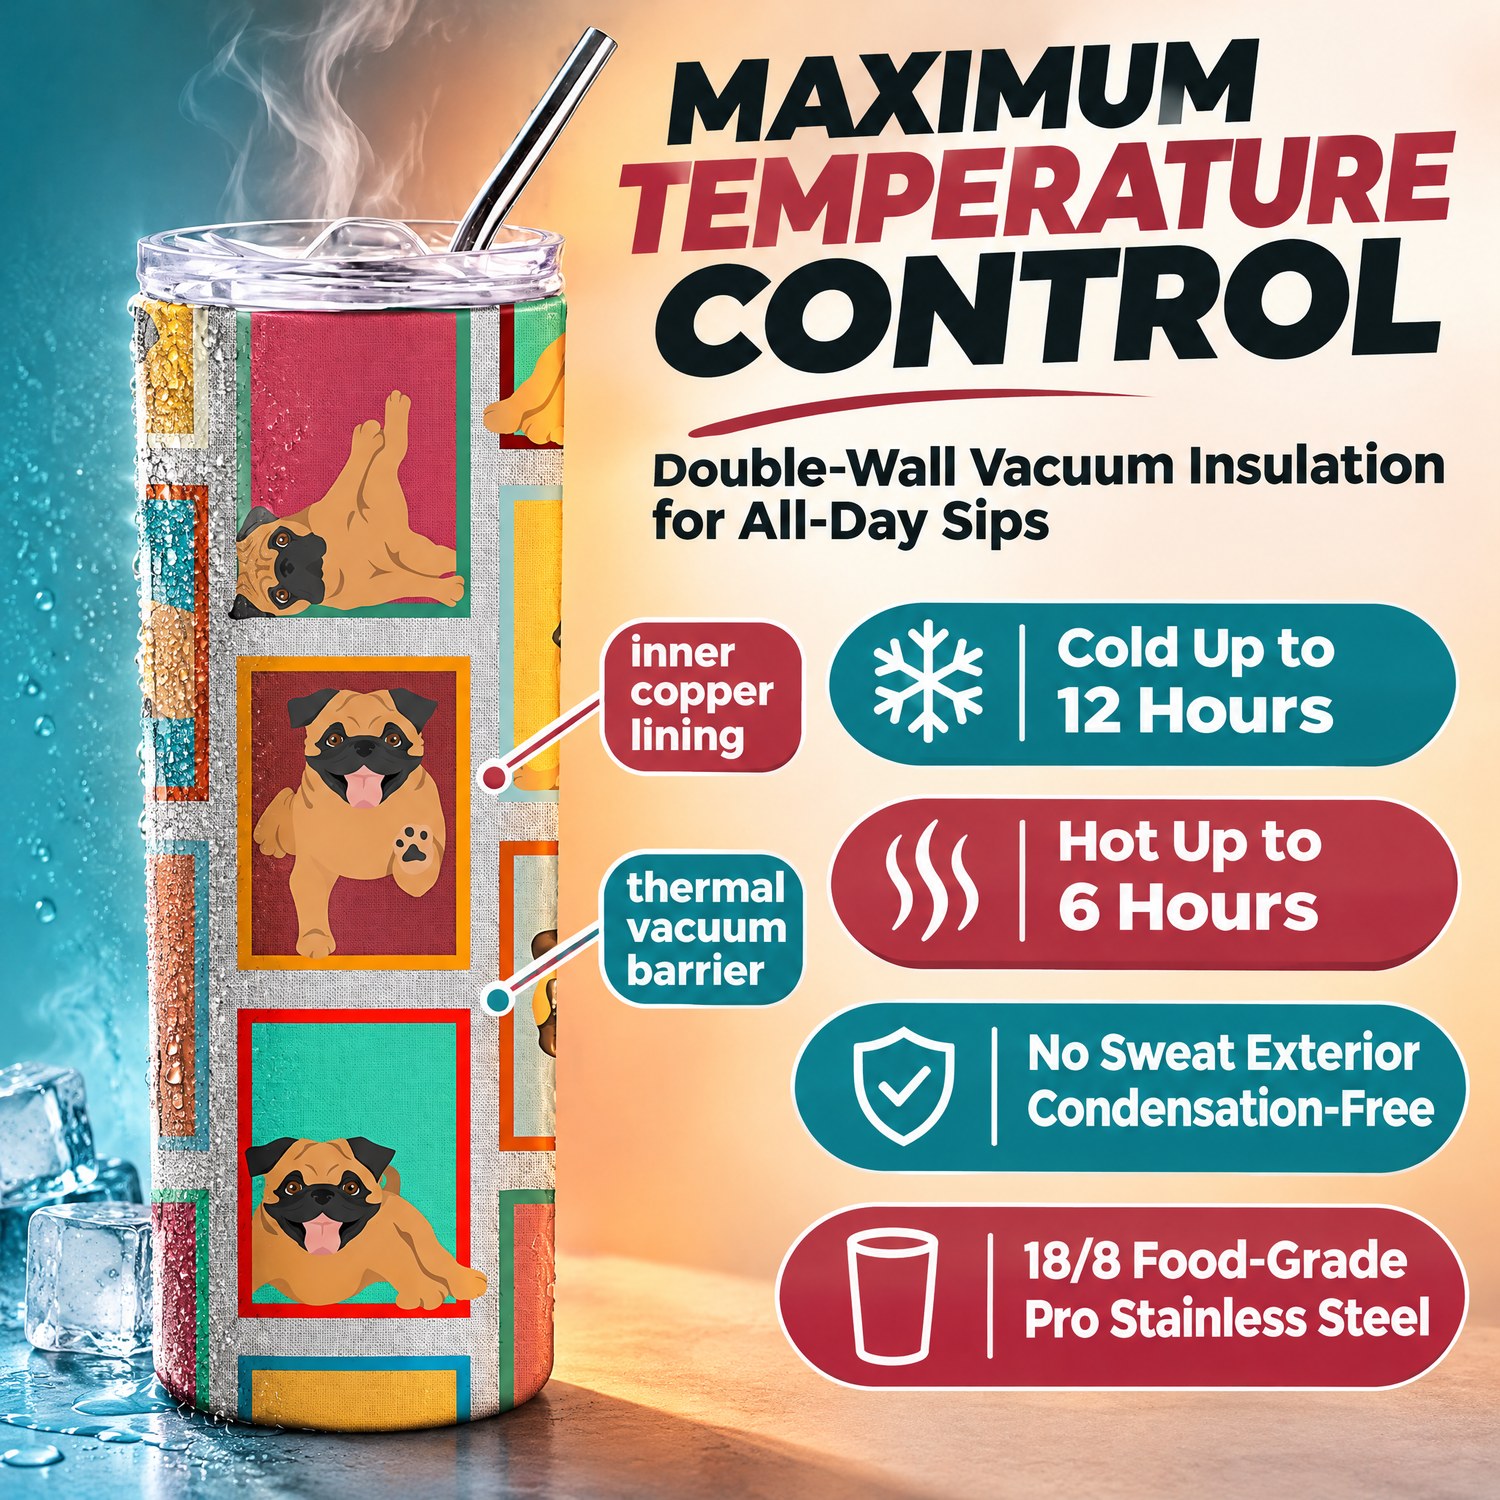 MAXIMUM
TEMPERATURE
CONTROL
Double-Wall Vacuum Insulation
for All-Day Sips
inner
copper
lining
Cold Up to
12 Hours
Hot Up to
6 Hours
thermal
vacuum
barrier
No Sweat Exterior
Condensation-Free
18/8 Food-Grade
Pro Stainless Steel